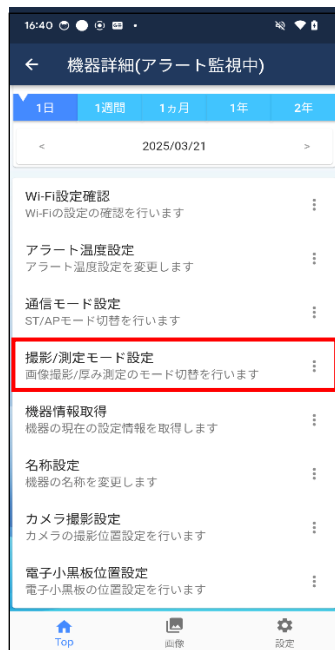 16:40
← 機器詳細(アラート監視中)
1日 1週間 1ヵ月 1年 2年
< 2025/03/21 >
Wi-Fi設定確認
Wi-Fiの設定の確認を行います
アラート温度設定
アラート温度設定を変更します
通信モード設定
ST/APモード切替を行います
撮影/測定モード設定
画像撮影/厚み測定のモード切替を行います
機器情報取得
機器の現在の設定情報を取得します
名称設定
機器の名称を変更します
カメラ撮影設定
カメラの撮影位置設定を行います
電子小黒板位置設定
電子小黒板の位置設定を行います
Top 画像 設定